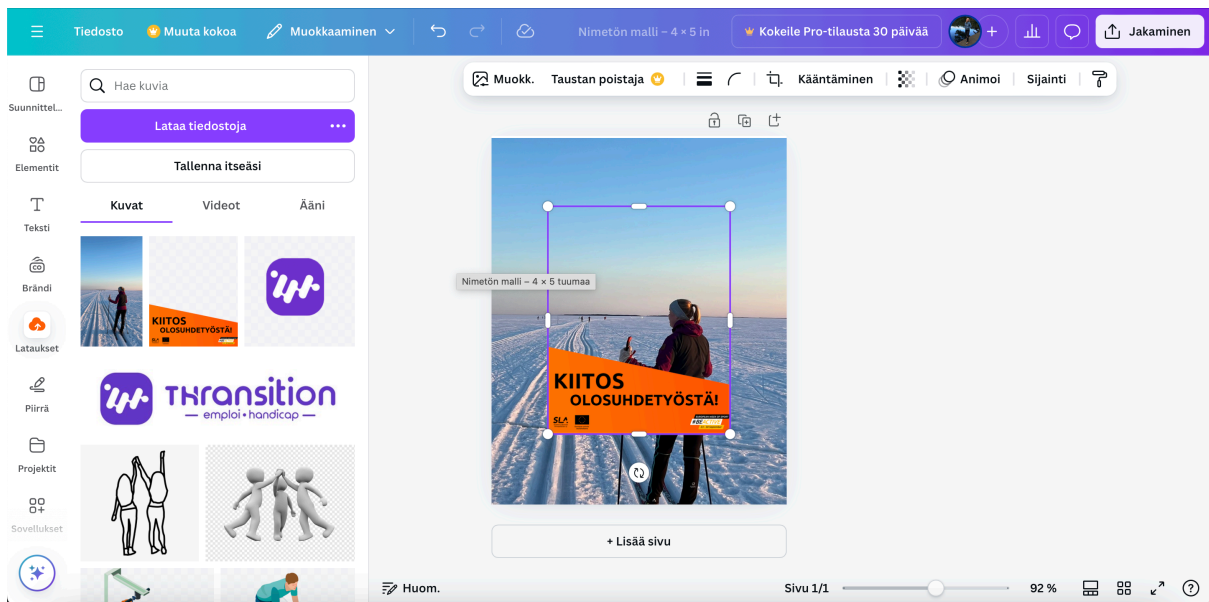 Tiedosto
Muuta kokoa
Muokkaaminen
Nimetön malli – 4 × 5 in
Kokeile Pro-tilausta 30 päivää
Jakaminen
Suunnittel...
Elementit
Teksti
Brändi
Lataukset
Piirrä
Projektit
Sovellukset
Hae kuvia
Lataa tiedostoja
Tallenna itseäsi
Kuvat
Videot
Ääni
KIITOS
OLOSUHDETYÖSTÄ!
THransition
emploi • handicap
Muokk.
Taustan poistaja
Kääntäminen
Animoi
Sijainti
Nimetön malli – 4 × 5 tuumaa
KIITOS
OLOSUHDETYÖSTÄ!
SLA
#BEACTIVE
+ Lisää sivu
Huom.
Sivu 1/1
92 %